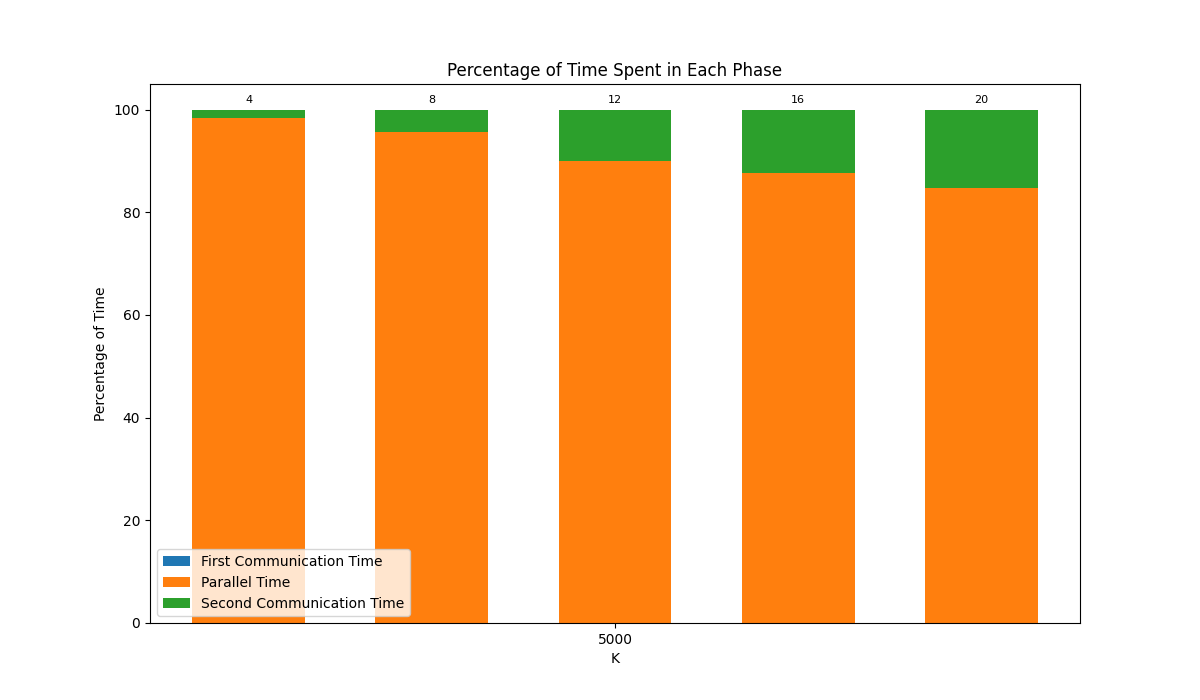 Percentage of Time Spent in Each Phase
4 8 12 16 20
100
80
60
40
20
0
Percentage of Time
First Communication Time
Parallel Time
Second Communication Time
5000
K